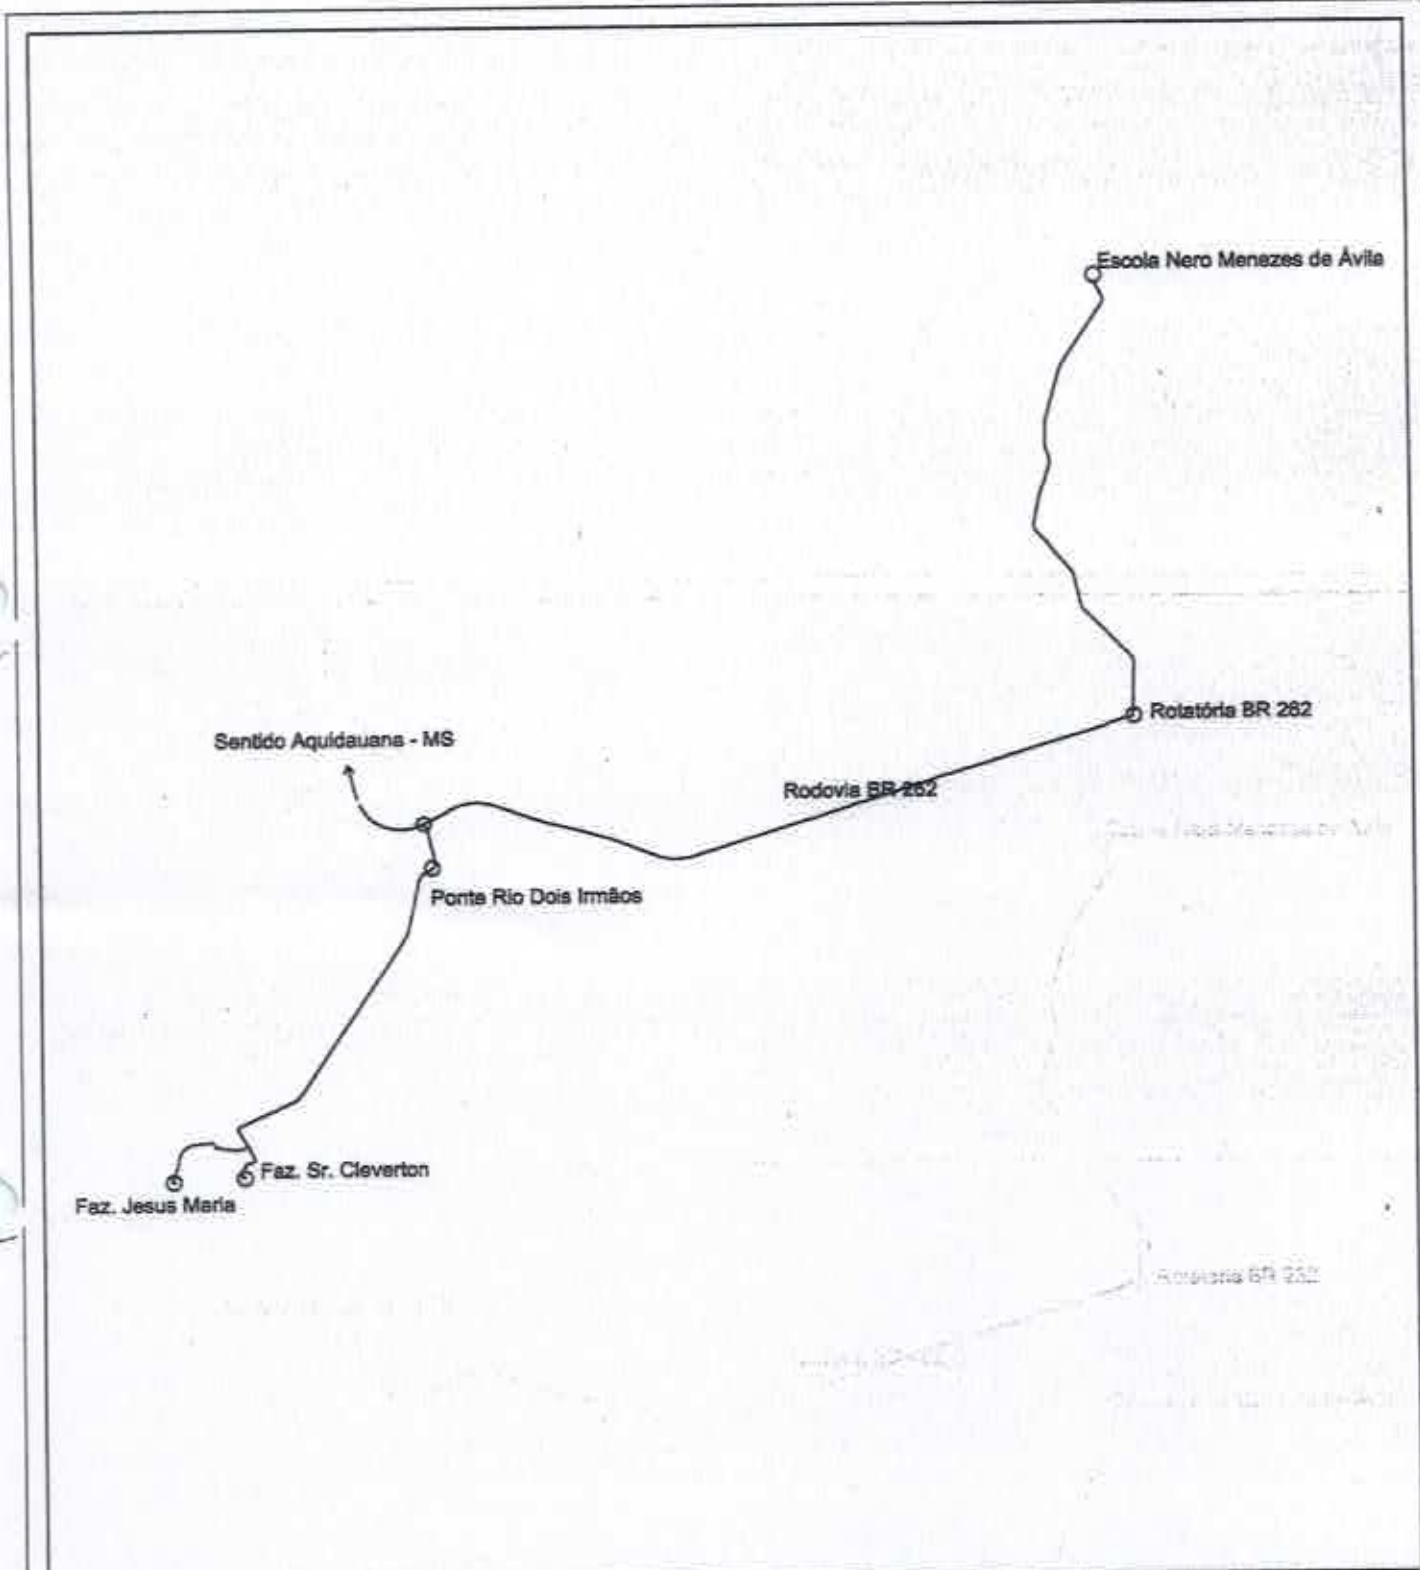 Escola Nero Menezes de Ávila
Rotatória BR 262
Sentido Aquidauana - MS
Rodovia BR 262
Ponte Rio Dois Irmãos
Faz. Sr. Cleverton
Faz. Jesus Maria